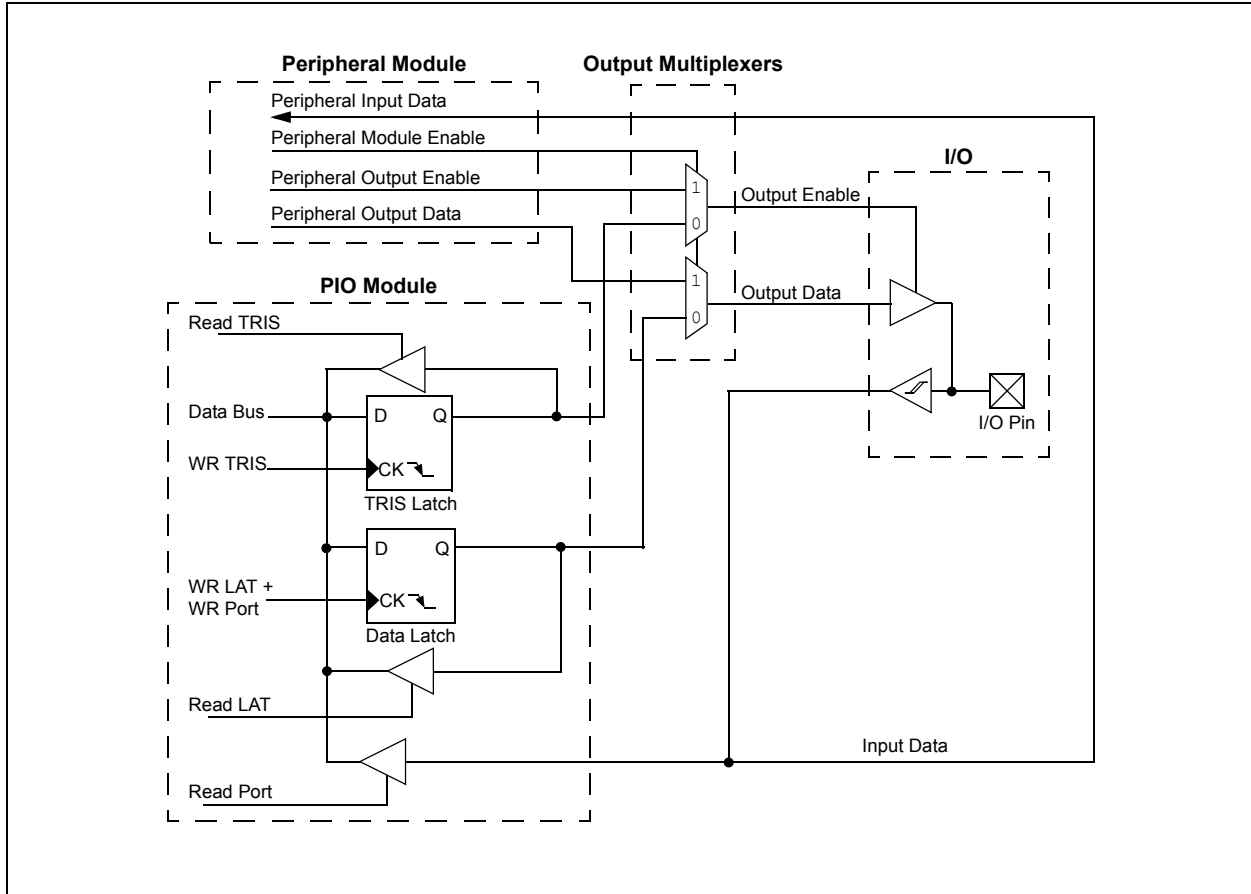 Peripheral Module
Output Multiplexers
Peripheral Input Data
Peripheral Module Enable
I/O
Peripheral Output Enable
1
Output Enable
Peripheral Output Data
0
PIO Module
1
Output Data
Read TRIS
0
Data Bus
D
Q
I/O Pin
WR TRIS
CK
TRIS Latch
D
Q
WR LAT +
WR Port
CK
Data Latch
Read LAT
Input Data
Read Port